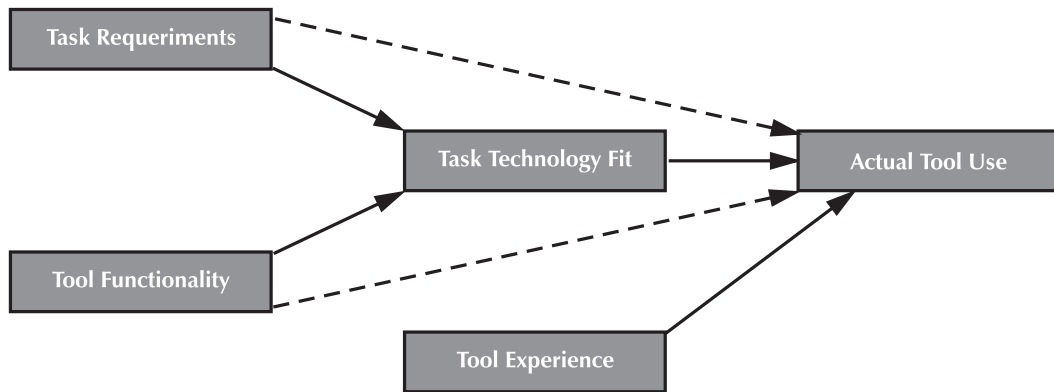 Task Requeriments
Task Technology Fit
Actual Tool Use
Tool Functionality
Tool Experience